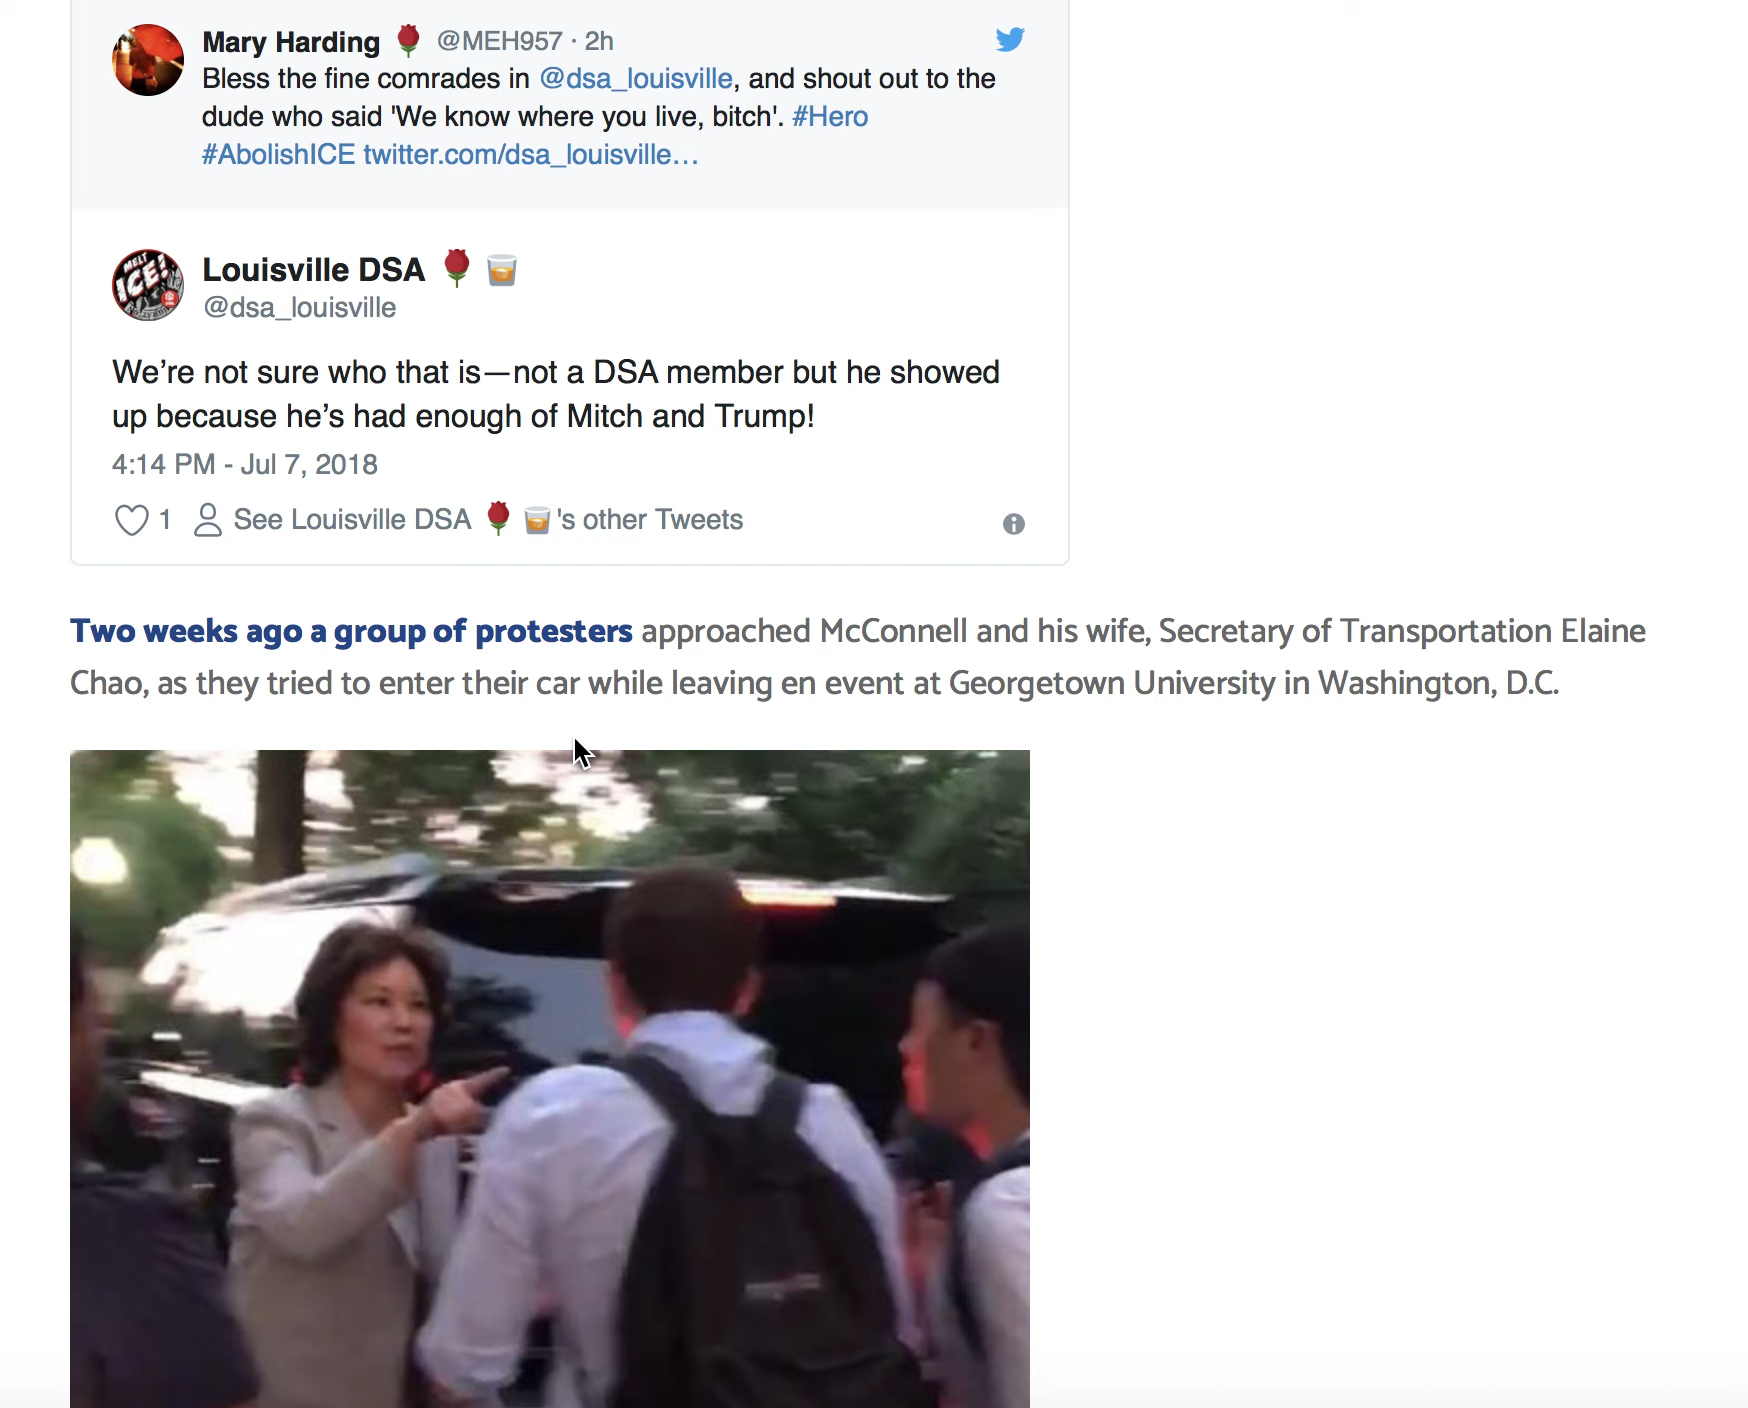 Mary Harding 🌹 @MEH957 · 2h
Bless the fine comrades in @dsa_louisville, and shout out to the
dude who said 'We know where you live, bitch'. #Hero
#AbolishICE twitter.com/dsa_louisville…
MELT
ICE!
Louisville DSA 🌹 🥃
@dsa_louisville
We’re not sure who that is—not a DSA member but he showed
up because he’s had enough of Mitch and Trump!
4:14 PM - Jul 7, 2018
1 See Louisville DSA 🌹 🥃's other Tweets
Two weeks ago a group of protesters approached McConnell and his wife, Secretary of Transportation Elaine
Chao, as they tried to enter their car while leaving en event at Georgetown University in Washington, D.C.